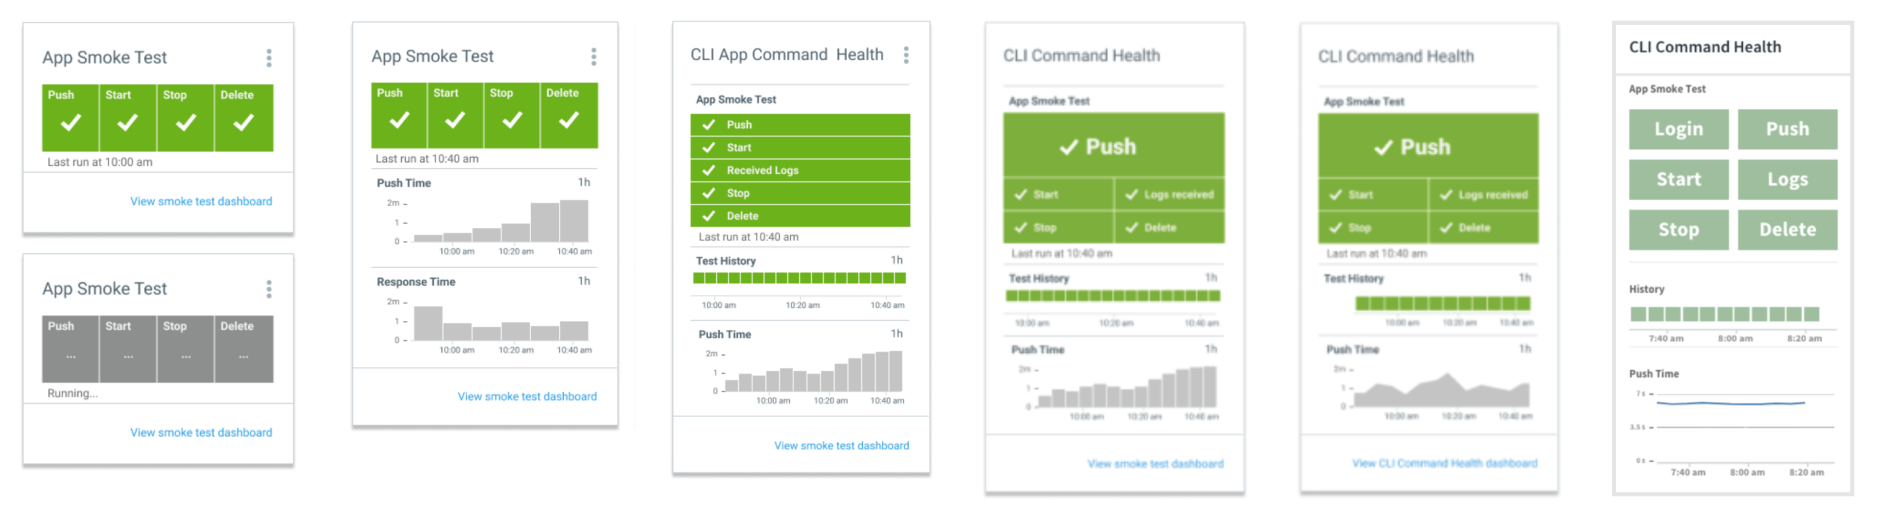 App Smoke Test
Push Start Stop Delete
Last run at 10:00 am
View smoke test dashboard
App Smoke Test
Push Start Stop Delete
... ... ... ...
Running...
View smoke test dashboard
App Smoke Test
Push Start Stop Delete
Last run at 10:40 am
Push Time 1h
2m
1
0
10:00 am 10:20 am 10:40 am
Response Time 1h
2m
1
0
10:00 am 10:20 am 10:40 am
View smoke test dashboard
CLI App Command Health
App Smoke Test
Push
Start
Received Logs
Stop
Delete
Last run at 10:40 am
Test History 1h
10:00 am 10:20 am 10:40 am
Push Time 1h
2m
1
0
10:00 am 10:20 am 10:40 am
View smoke test dashboard
CLI Command Health
App Smoke Test
Push
Start Logs received
Stop Delete
Last run at 10:40 am
Test History 1h
10:00 am 10:20 am 10:40 am
Push Time 1h
2m
1
0
10:00 am 10:20 am 10:40 am
View smoke test dashboard
CLI Command Health
App Smoke Test
Push
Start Logs received
Stop Delete
Last run at 10:40 am
Test History 1h
10:00 am 10:20 am 10:40 am
Push Time 1h
2m
1
0
10:00 am 10:20 am 10:40 am
View CLI Command Health dashboard
CLI Command Health
App Smoke Test
Login Push
Start Logs
Stop Delete
History
7:40 am 8:00 am 8:20 am
Push Time
7 s
3.5 s
0 s
7:40 am 8:00 am 8:20 am